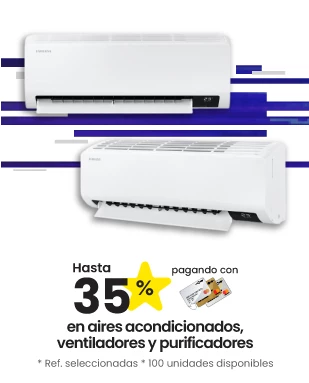 Hasta
35%
pagando con
en aires acondicionados,
ventiladores y purificadores
* Ref. seleccionadas * 100 unidades disponibles